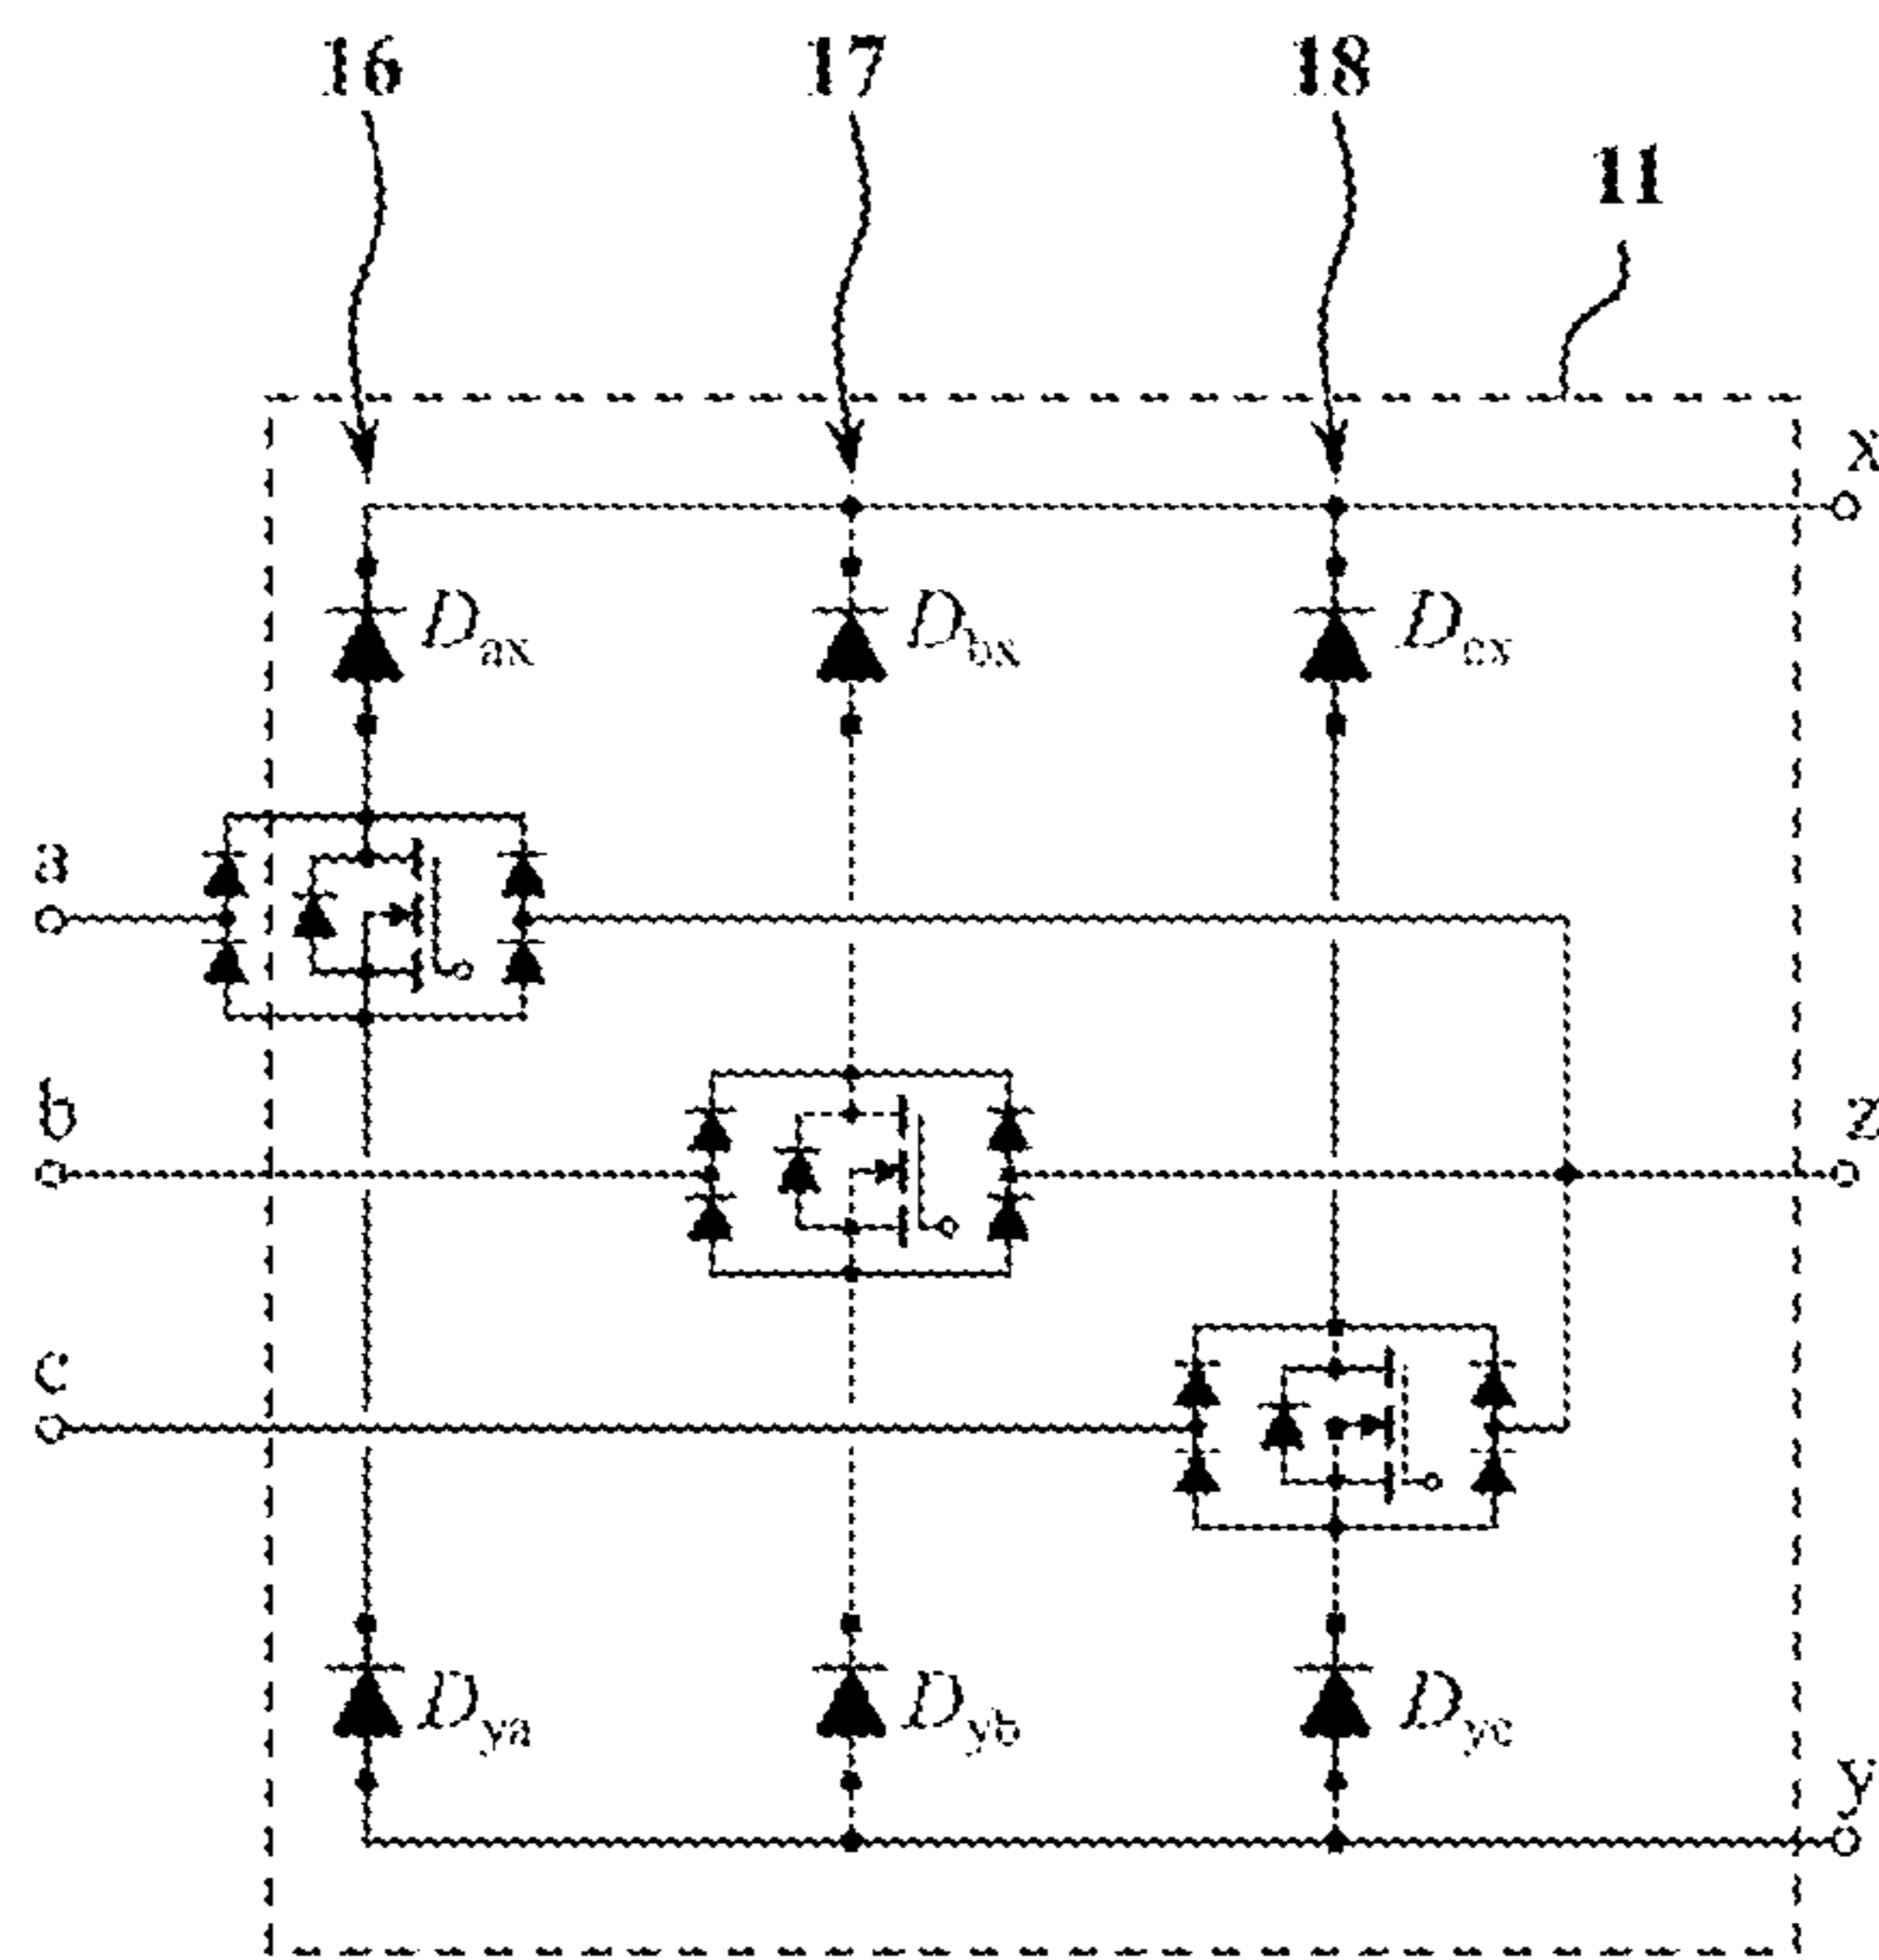 16 17 18
11
x
D_ax D_bx D_cx
a
b z
c
D_ya D_yb D_yc
y